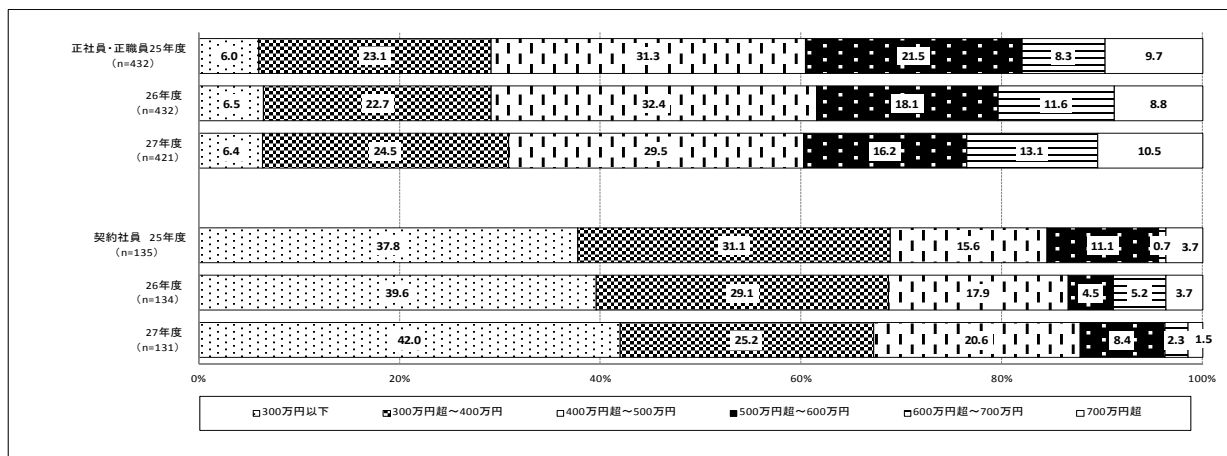 正社員・正職員25年度
（n=432）
6.0 23.1 31.3 21.5 8.3 9.7
26年度
（n=432）
6.5 22.7 32.4 18.1 11.6 8.8
27年度
（n=421）
6.4 24.5 29.5 16.2 13.1 10.5
契約社員 25年度
（n=135）
37.8 31.1 15.6 11.1 0.7 3.7
26年度
（n=134）
39.6 29.1 17.9 4.5 5.2 3.7
27年度
（n=131）
42.0 25.2 20.6 8.4 2.3 1.5
0% 20% 40% 60% 80% 100%
300万円以下 300万円超～400万円 400万円超～500万円 500万円超～600万円 600万円超～700万円 700万円超